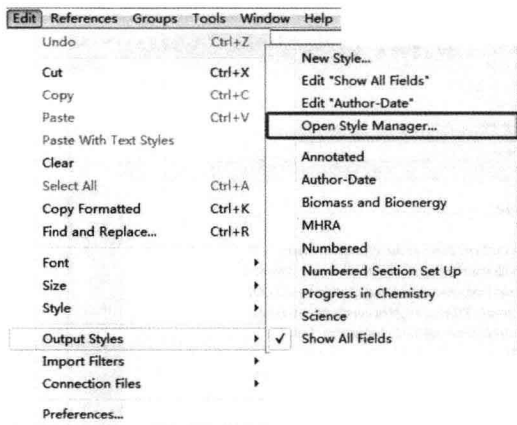 Edit References Groups Tools Window Help
Undo Ctrl+Z
Cut Ctrl+X
Copy Ctrl+C
Paste Ctrl+V
Paste With Text Styles
Clear
Select All Ctrl+A
Copy Formatted Ctrl+K
Find and Replace... Ctrl+R
Font
Size
Style
Output Styles
Import Filters
Connection Files
Preferences...
New Style...
Edit "Show All Fields"
Edit "Author-Date"
Open Style Manager...
Annotated
Author-Date
Biomass and Bioenergy
MHRA
Numbered
Numbered Section Set Up
Progress in Chemistry
Science
✓ Show All Fields